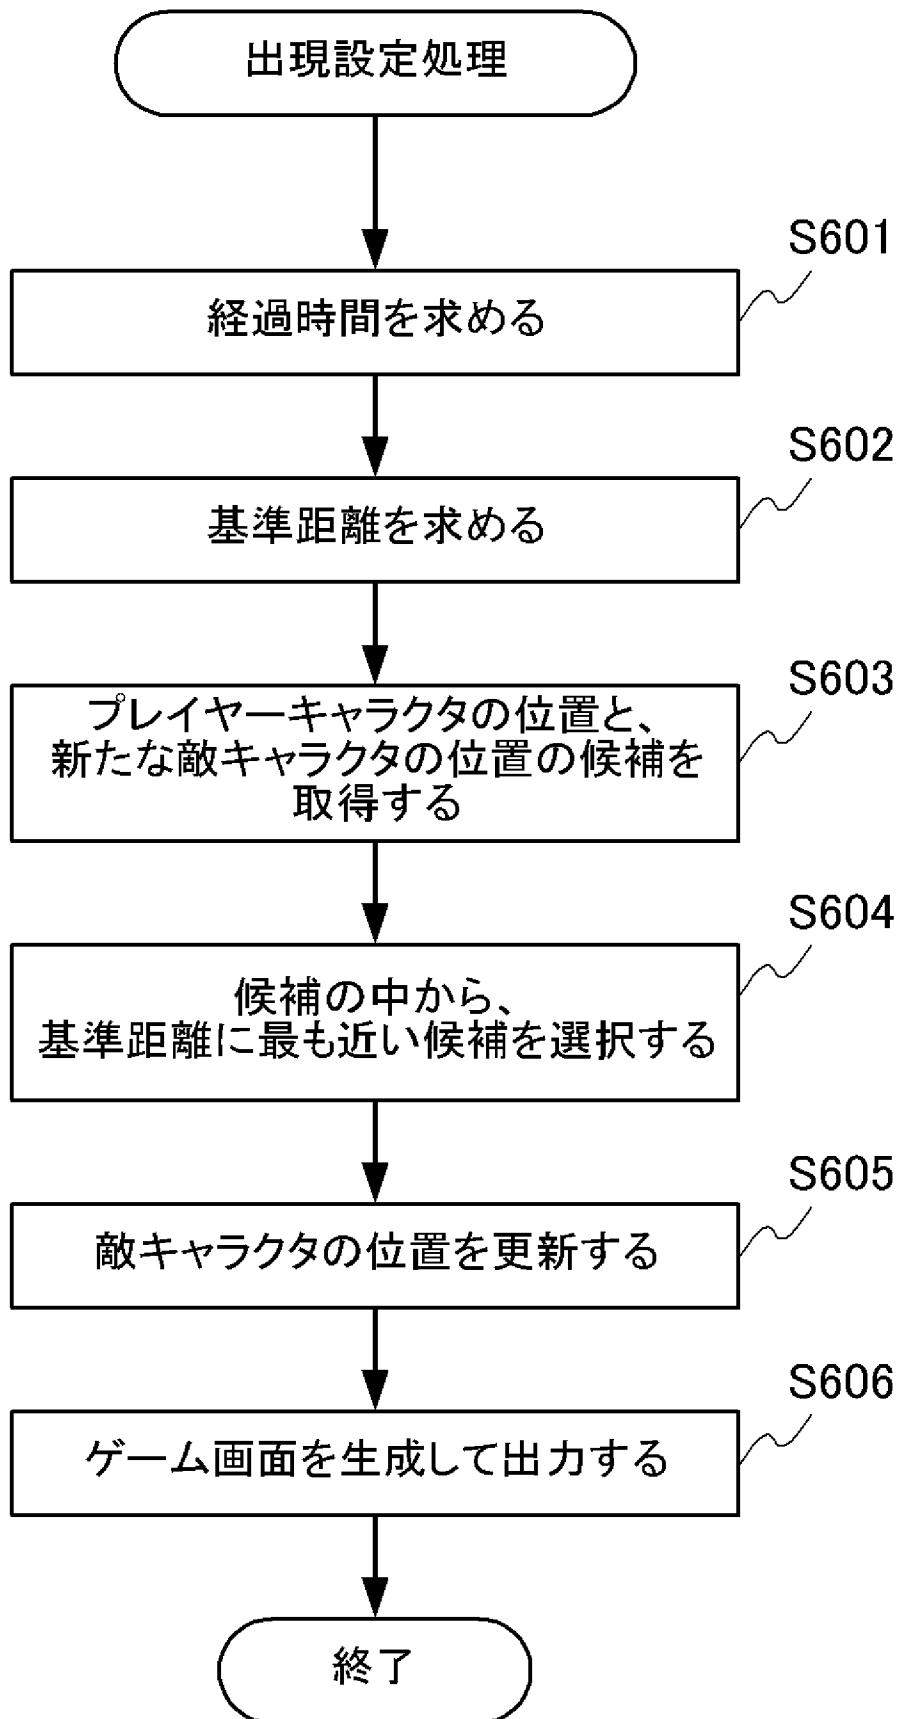 出現設定処理
S601
経過時間を求める
S602
基準距離を求める
S603
プレイヤーキャラクタの位置と、
新たな敵キャラクタの位置の候補を
取得する
S604
候補の中から、
基準距離に最も近い候補を選択する
S605
敵キャラクタの位置を更新する
S606
ゲーム画面を生成して出力する
終了